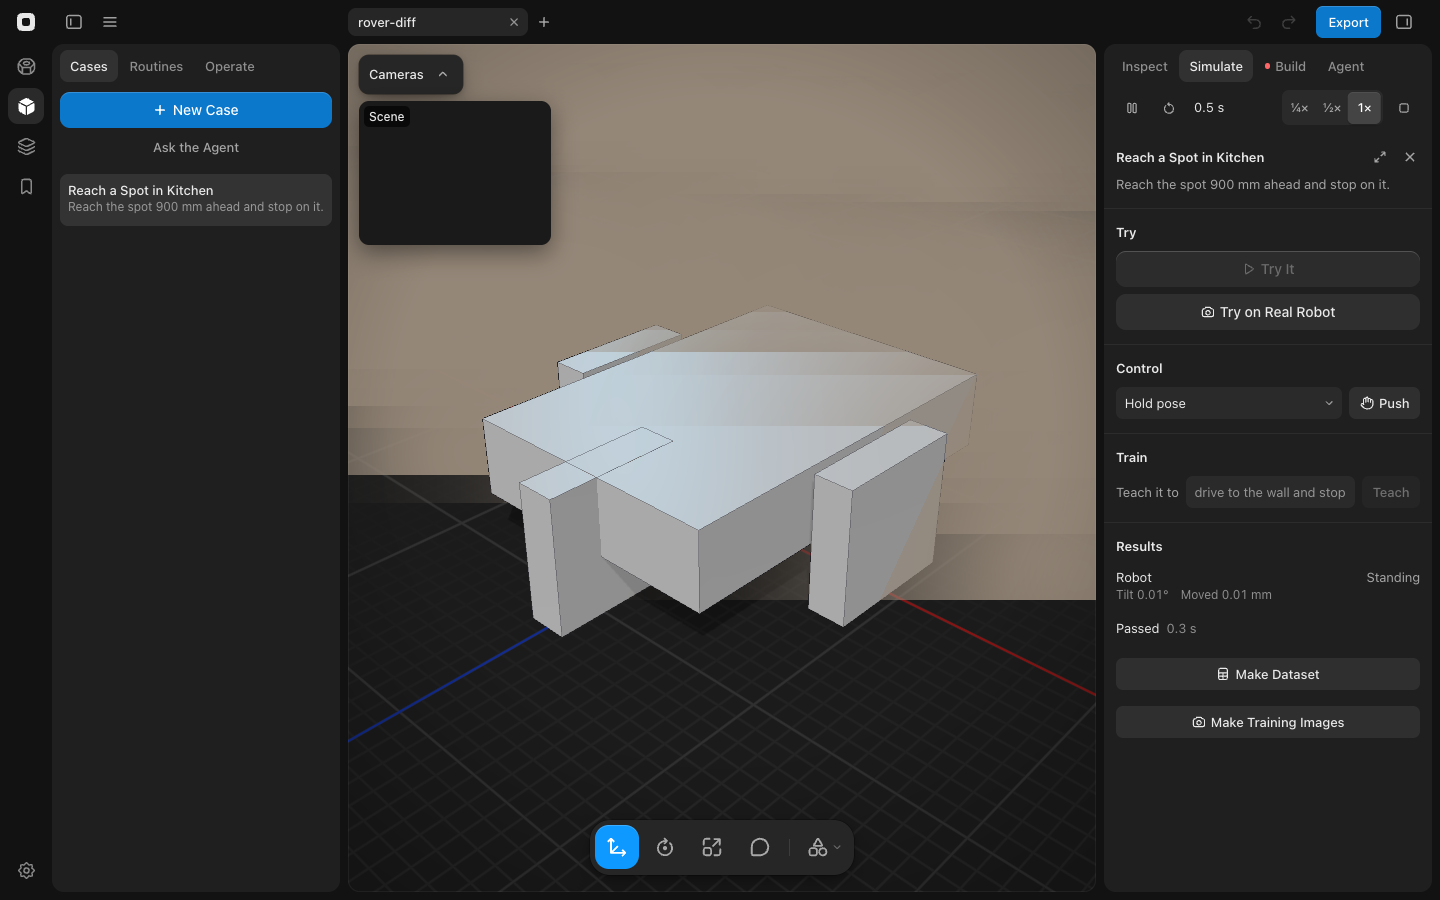 rover-diff
Export
Cases
Routines
Operate
New Case
Ask the Agent
Reach a Spot in Kitchen
Reach the spot 900 mm ahead and stop on it.
Cameras
Scene
Inspect
Simulate
Build
Agent
0.5 s
¼×
½×
1×
Reach a Spot in Kitchen
Reach the spot 900 mm ahead and stop on it.
Try
Try It
Try on Real Robot
Control
Hold pose
Push
Train
Teach it to
drive to the wall and stop
Teach
Results
Robot
Standing
Tilt 0.01° Moved 0.01 mm
Passed 0.3 s
Make Dataset
Make Training Images